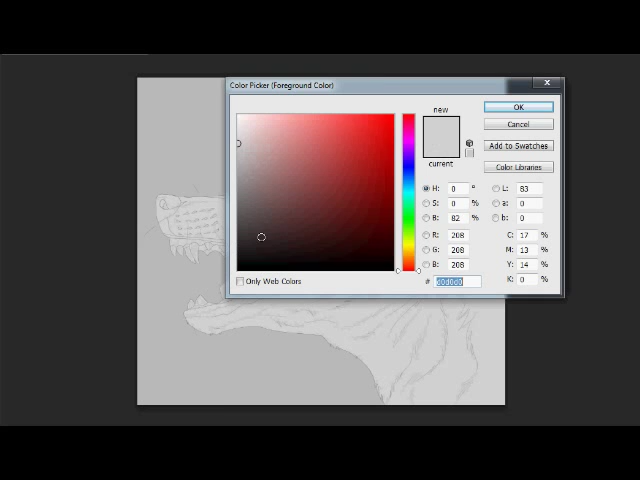 Color Picker (Foreground Color)
new
current
OK
Cancel
Add to Swatches
Color Libraries
H: 0 °
S: 0 %
B: 82 %
R: 208
G: 208
B: 208
L: 83
a: 0
b: 0
C: 17 %
M: 13 %
Y: 14 %
K: 0 %
# d0d0d0
Only Web Colors